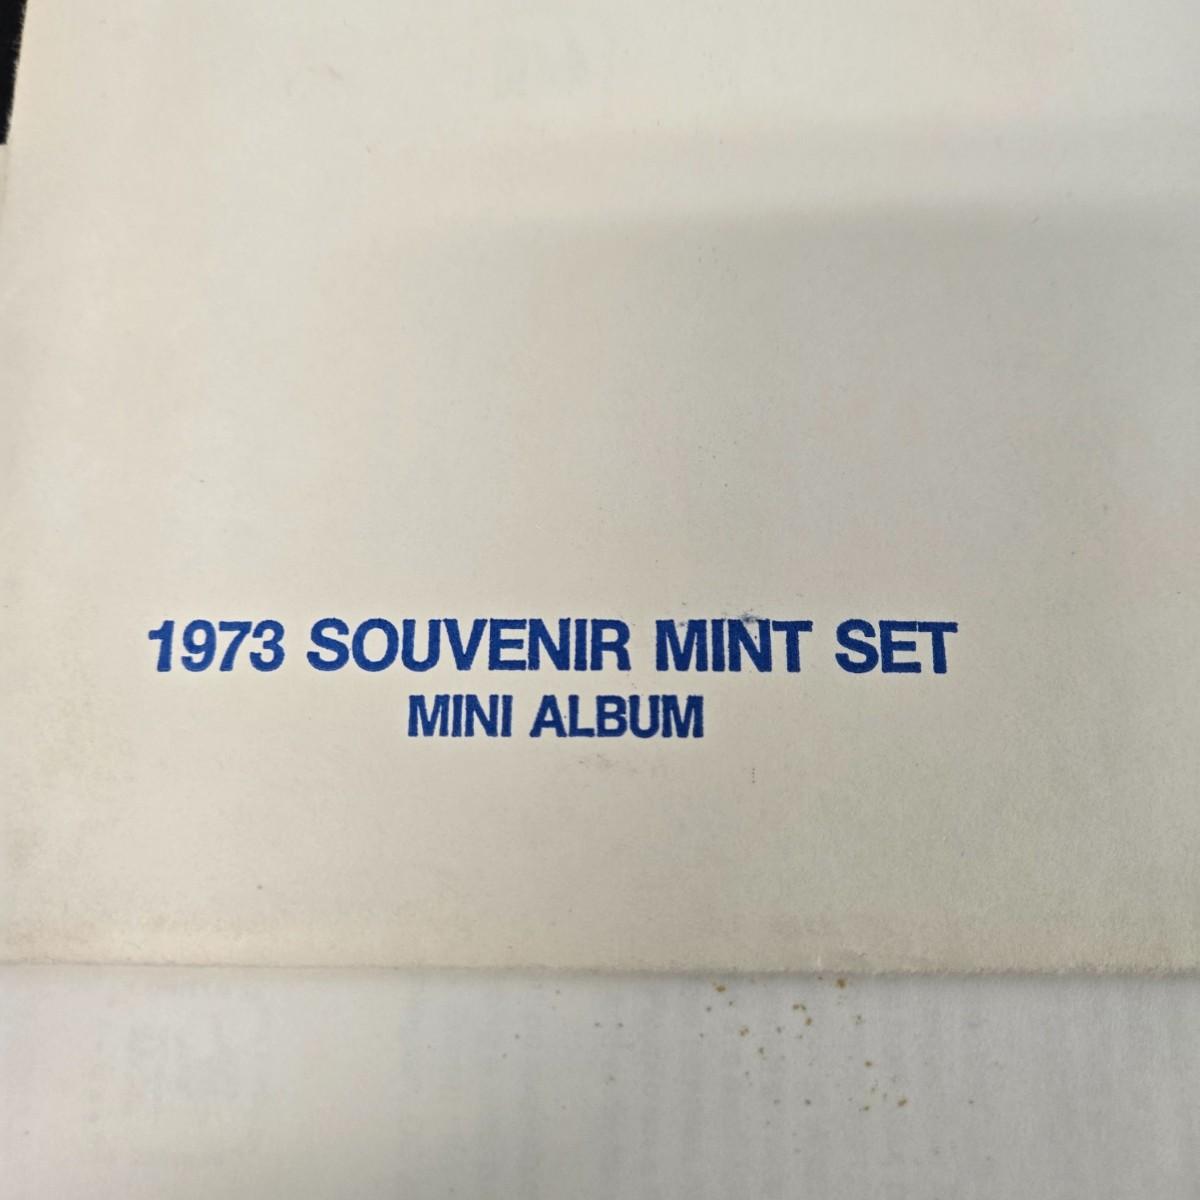 1973 SOUVENIR MINT SET
MINI ALBUM